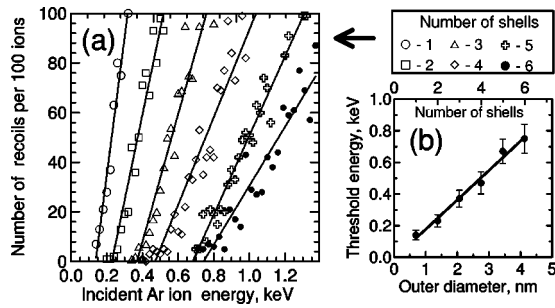 (a)
Number of recoils per 100 ions
100
80
60
40
20
0
0.0 0.2 0.4 0.6 0.8 1.0 1.2
Incident Ar ion energy, keV
Number of shells
- 1 - 3 - 5
- 2 - 4 - 6
0 2 4 6
Number of shells
(b)
Threshold energy, keV
1.0
0.8
0.6
0.4
0.2
0.0
0 1 2 3 4 5
Outer diameter, nm